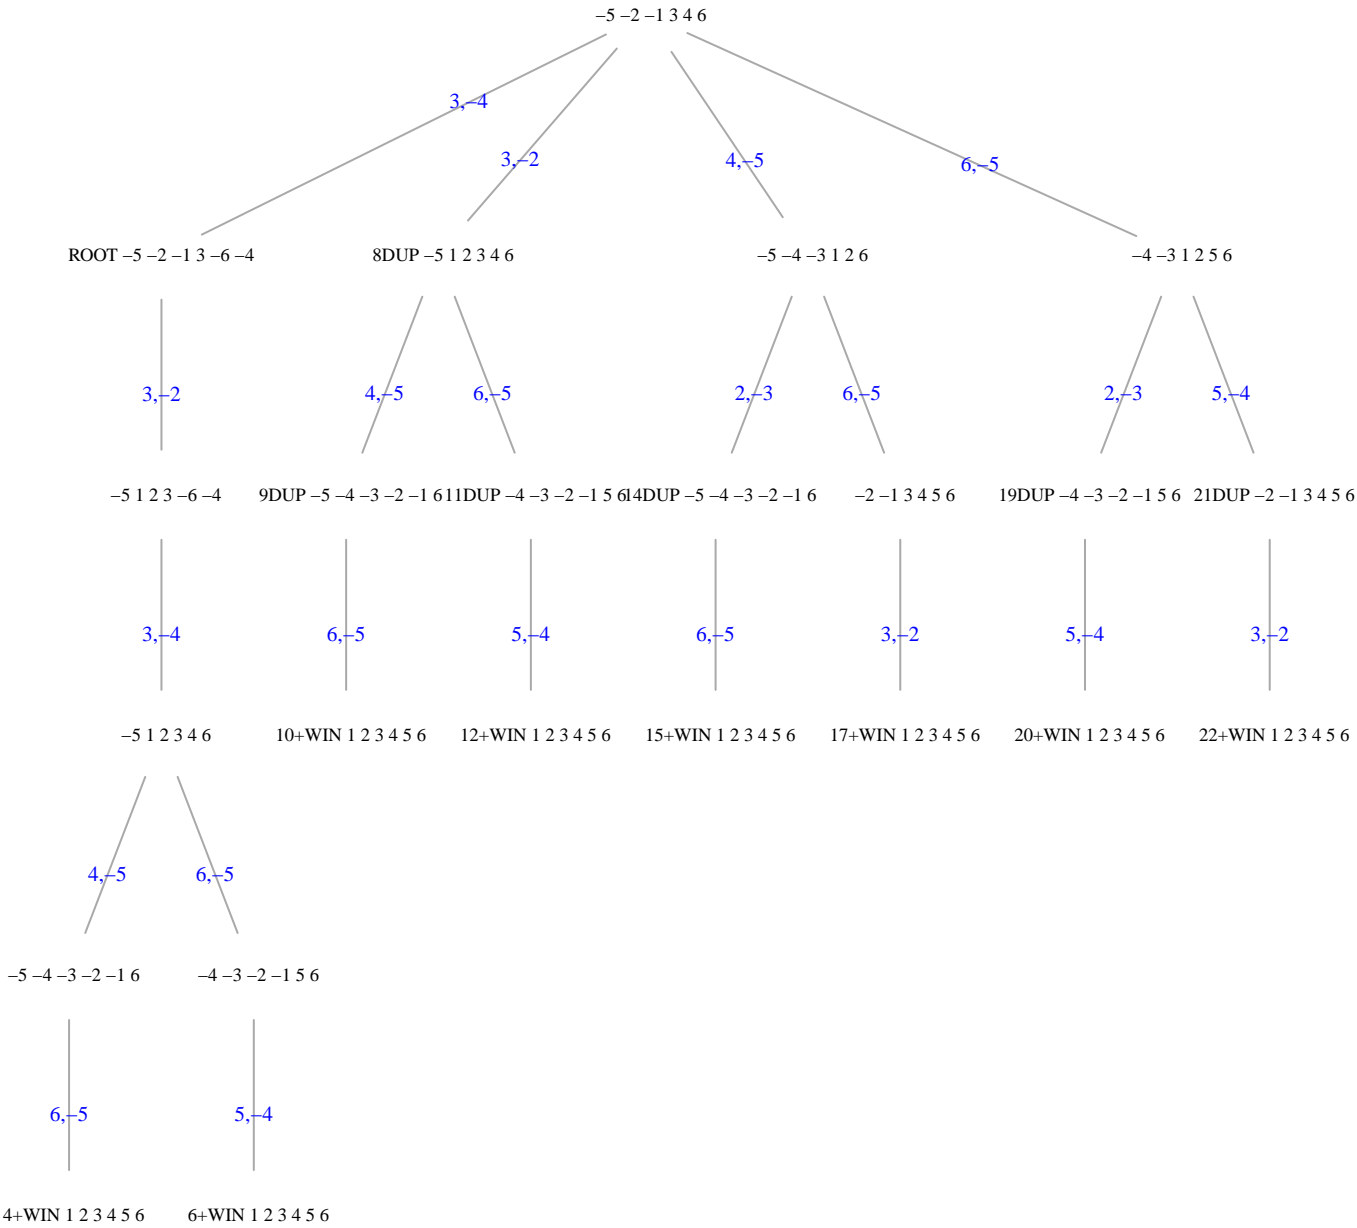 –5 –2 –1 3 4 6
3,–4
3,–2
4,–5
6,–5
ROOT –5 –2 –1 3 –6 –4
8DUP –5 1 2 3 4 6
–5 –4 –3 1 2 6
–4 –3 1 2 5 6
3,–2
4,–5
6,–5
2,–3
6,–5
2,–3
5,–4
–5 1 2 3 –6 –4
9DUP –5 –4 –3 –2 –1 6
11DUP –4 –3 –2 –1 5 6
14DUP –5 –4 –3 –2 –1 6
–2 –1 3 4 5 6
19DUP –4 –3 –2 –1 5 6
21DUP –2 –1 3 4 5 6
3,–4
6,–5
5,–4
6,–5
3,–2
5,–4
3,–2
–5 1 2 3 4 6
10+WIN 1 2 3 4 5 6
12+WIN 1 2 3 4 5 6
15+WIN 1 2 3 4 5 6
17+WIN 1 2 3 4 5 6
20+WIN 1 2 3 4 5 6
22+WIN 1 2 3 4 5 6
4,–5
6,–5
–5 –4 –3 –2 –1 6
–4 –3 –2 –1 5 6
6,–5
5,–4
4+WIN 1 2 3 4 5 6
6+WIN 1 2 3 4 5 6